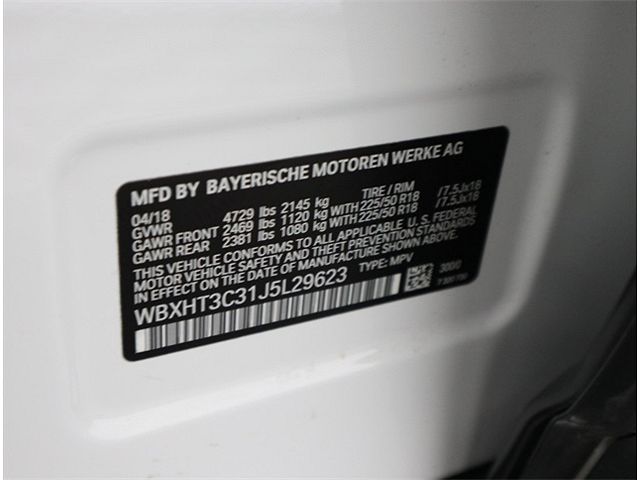 MFD BY BAYERISCHE MOTOREN WERKE AG
04/18 TIRE / RIM
GVWR 4729 lbs 2145 kg
GAWR FRONT 2469 lbs 1120 kg WITH 225/50 R18 /7.5Jx18
GAWR REAR 2381 lbs 1080 kg WITH 225/50 R18 /7.5Jx18
THIS VEHICLE CONFORMS TO ALL APPLICABLE U. S. FEDERAL
MOTOR VEHICLE SAFETY AND THEFT PREVENTION STANDARDS
IN EFFECT ON THE DATE OF MANUFACTURE SHOWN ABOVE.
WBXHT3C31J5L29623 TYPE: MPV 3000